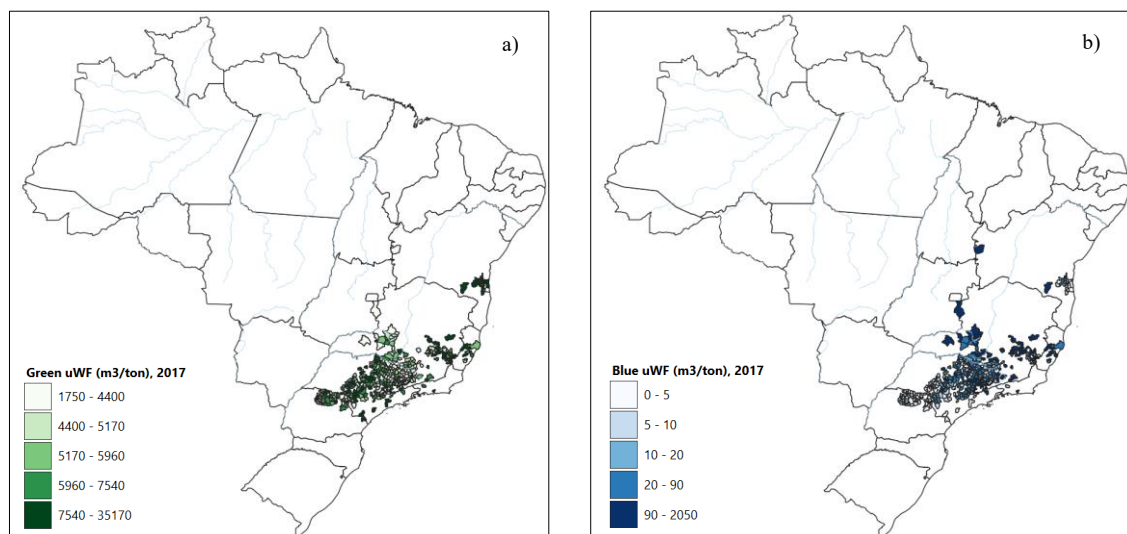 a)
Green uWF (m3/ton), 2017
1750 - 4400
4400 - 5170
5170 - 5960
5960 - 7540
7540 - 35170
b)
Blue uWF (m3/ton), 2017
0 - 5
5 - 10
10 - 20
20 - 90
90 - 2050